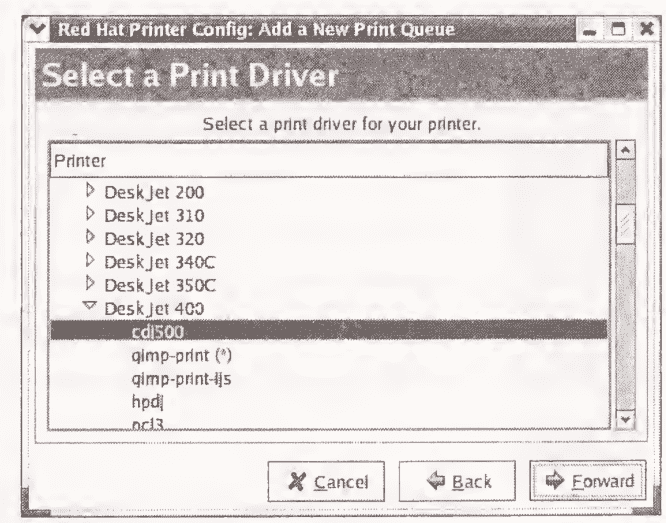 Red Hat Printer Config: Add a New Print Queue
Select a Print Driver
Select a print driver for your printer.
Printer
DeskJet 200
DeskJet 310
DeskJet 320
DeskJet 340C
DeskJet 350C
DeskJet 400
cdj500
gimp-print (*)
gimp-print-ijs
hpdj
pcl3
Cancel
Back
Forward